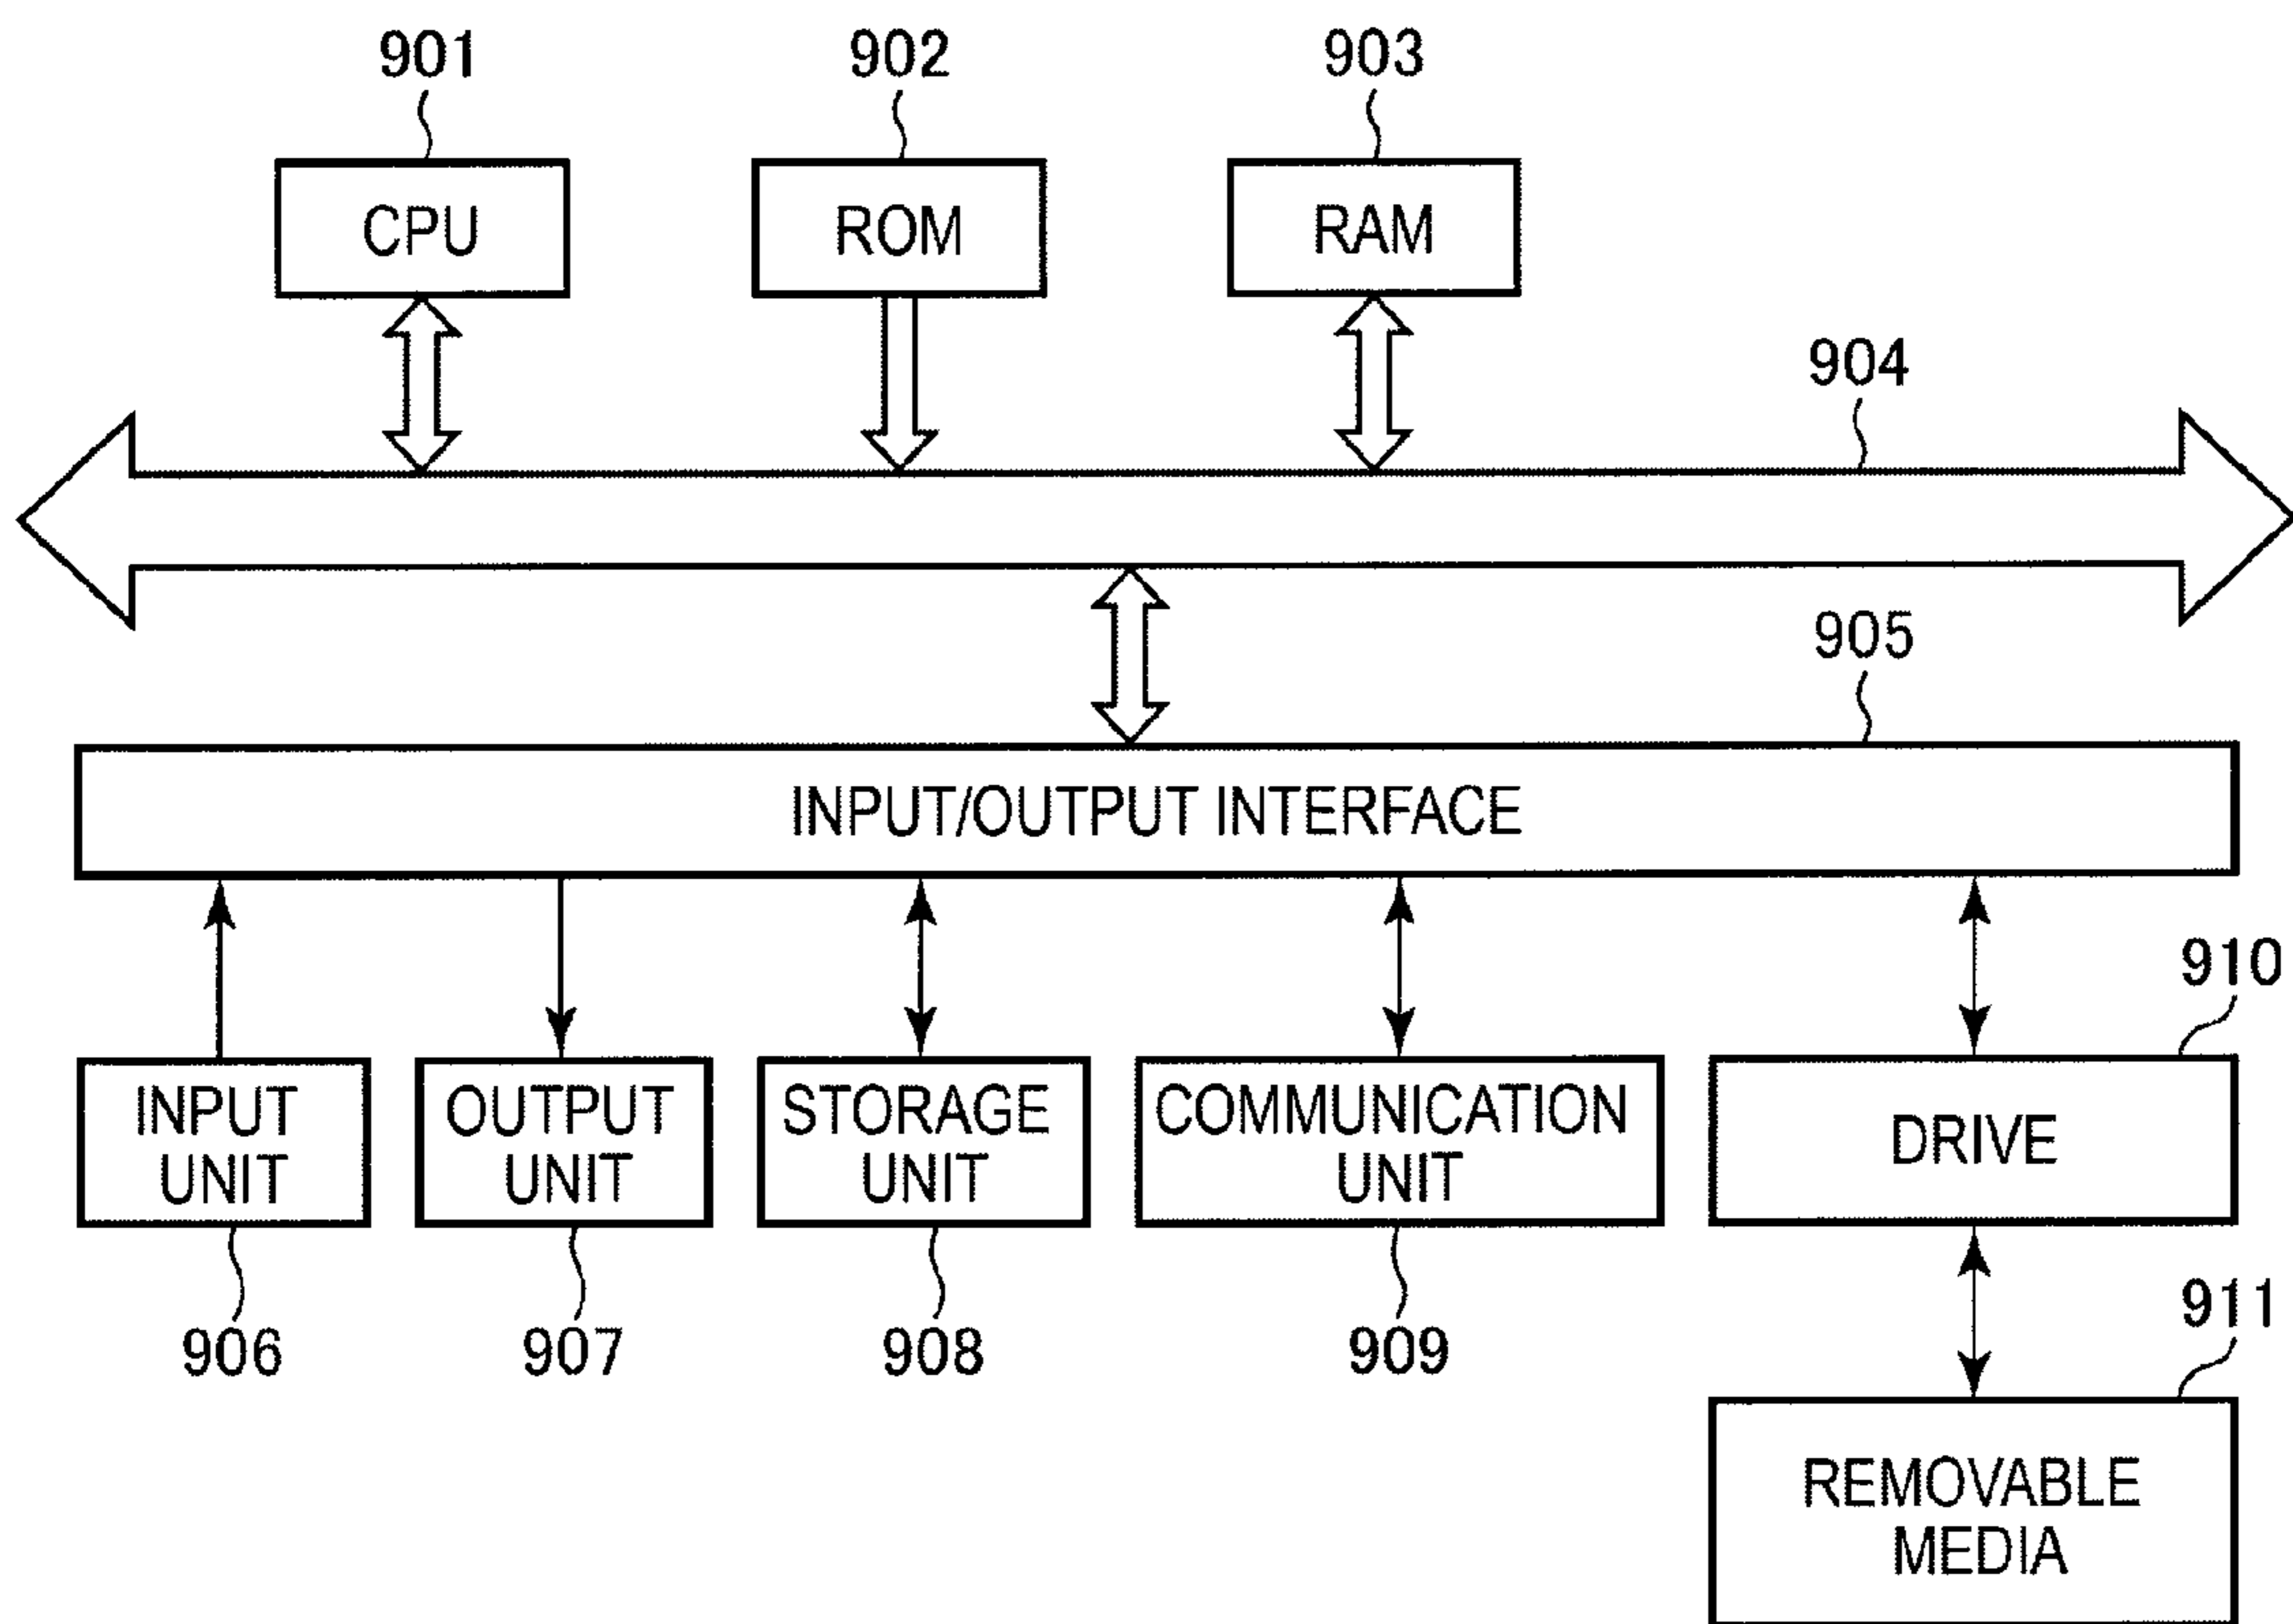 901
902
903
CPU
ROM
RAM
904
905
INPUT/OUTPUT INTERFACE
910
INPUT
UNIT
OUTPUT
UNIT
STORAGE
UNIT
COMMUNICATION
UNIT
DRIVE
906
907
908
909
911
REMOVABLE
MEDIA